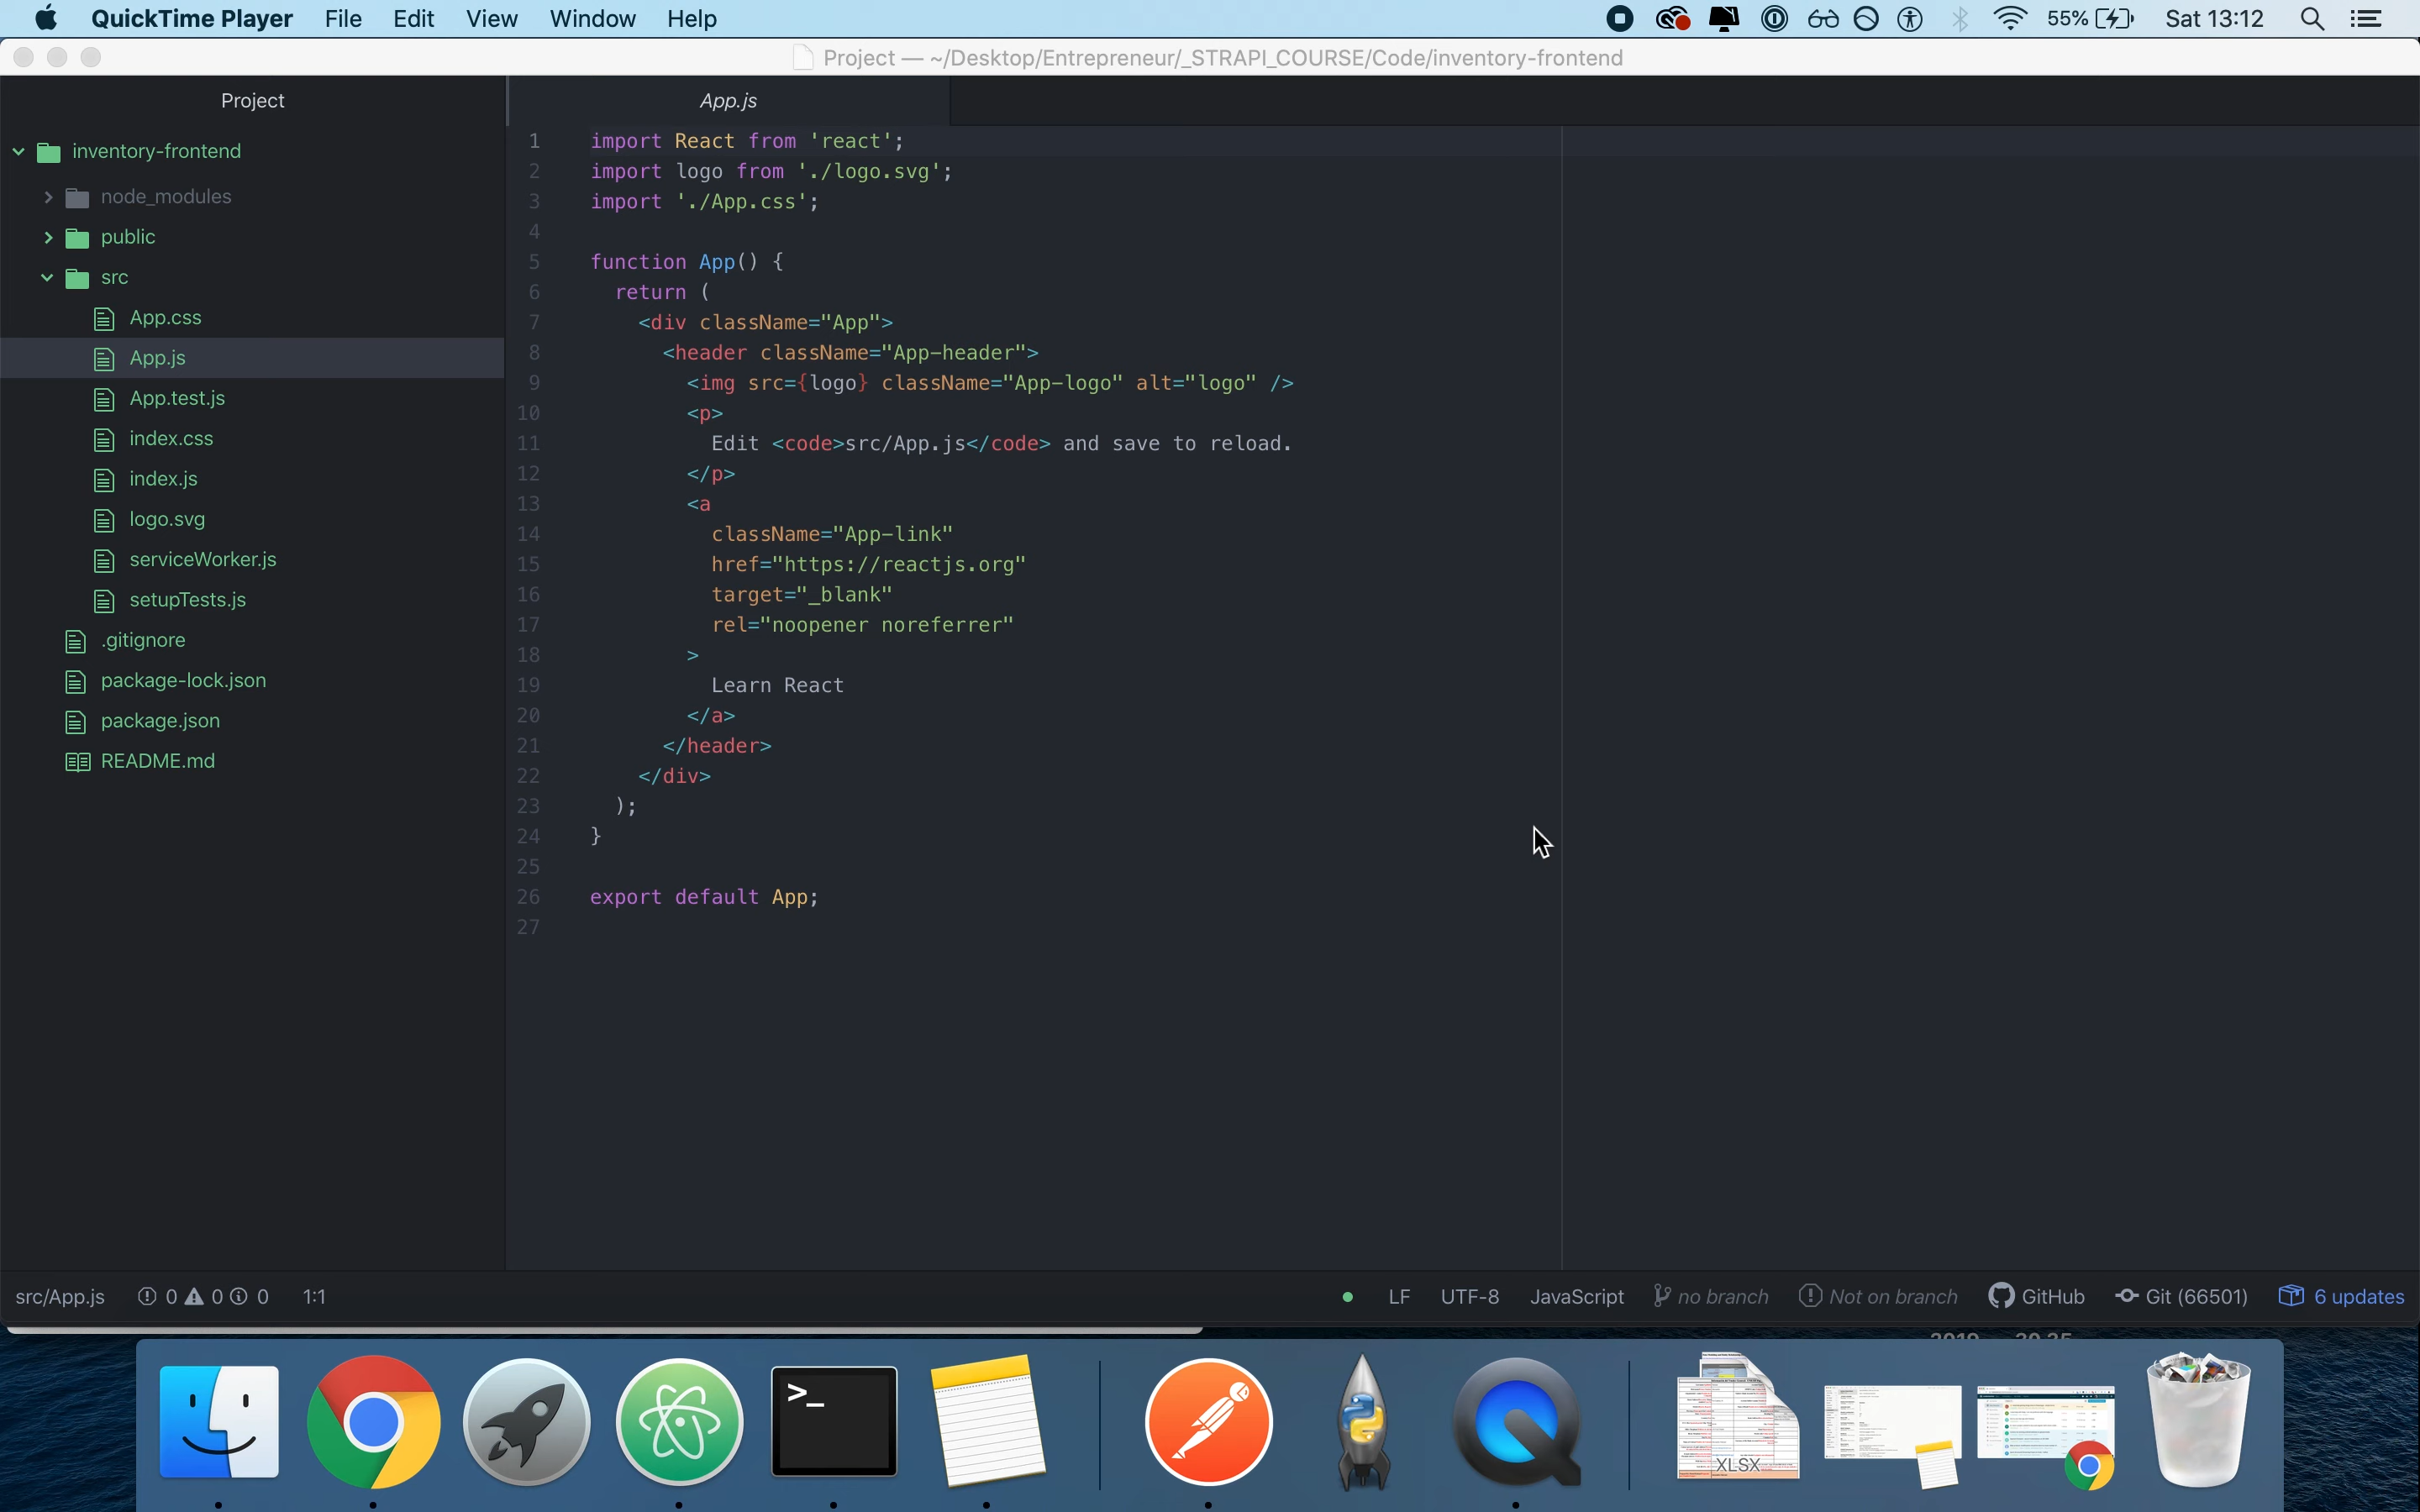 QuickTime Player File Edit View Window Help 55% Sat 13:12
Project — ~/Desktop/Entrepreneur/_STRAPI_COURSE/Code/inventory-frontend
Project
inventory-frontend
node_modules
public
src
App.css
App.js
App.test.js
index.css
index.js
logo.svg
serviceWorker.js
setupTests.js
.gitignore
package-lock.json
package.json
README.md
App.js
1 import React from 'react';
2 import logo from './logo.svg';
3 import './App.css';
4
5 function App() {
6 return (
7 <div className="App">
8 <header className="App-header">
9 <img src={logo} className="App-logo" alt="logo" />
10 <p>
11 Edit <code>src/App.js</code> and save to reload.
12 </p>
13 <a
14 className="App-link"
15 href="https://reactjs.org"
16 target="_blank"
17 rel="noopener noreferrer"
18 >
19 Learn React
20 </a>
21 </header>
22 </div>
23 );
24 }
25
26 export default App;
27
src/App.js 0 0 0 1:1 LF UTF-8 JavaScript no branch Not on branch GitHub Git (66501) 6 updates
>_
XLSX